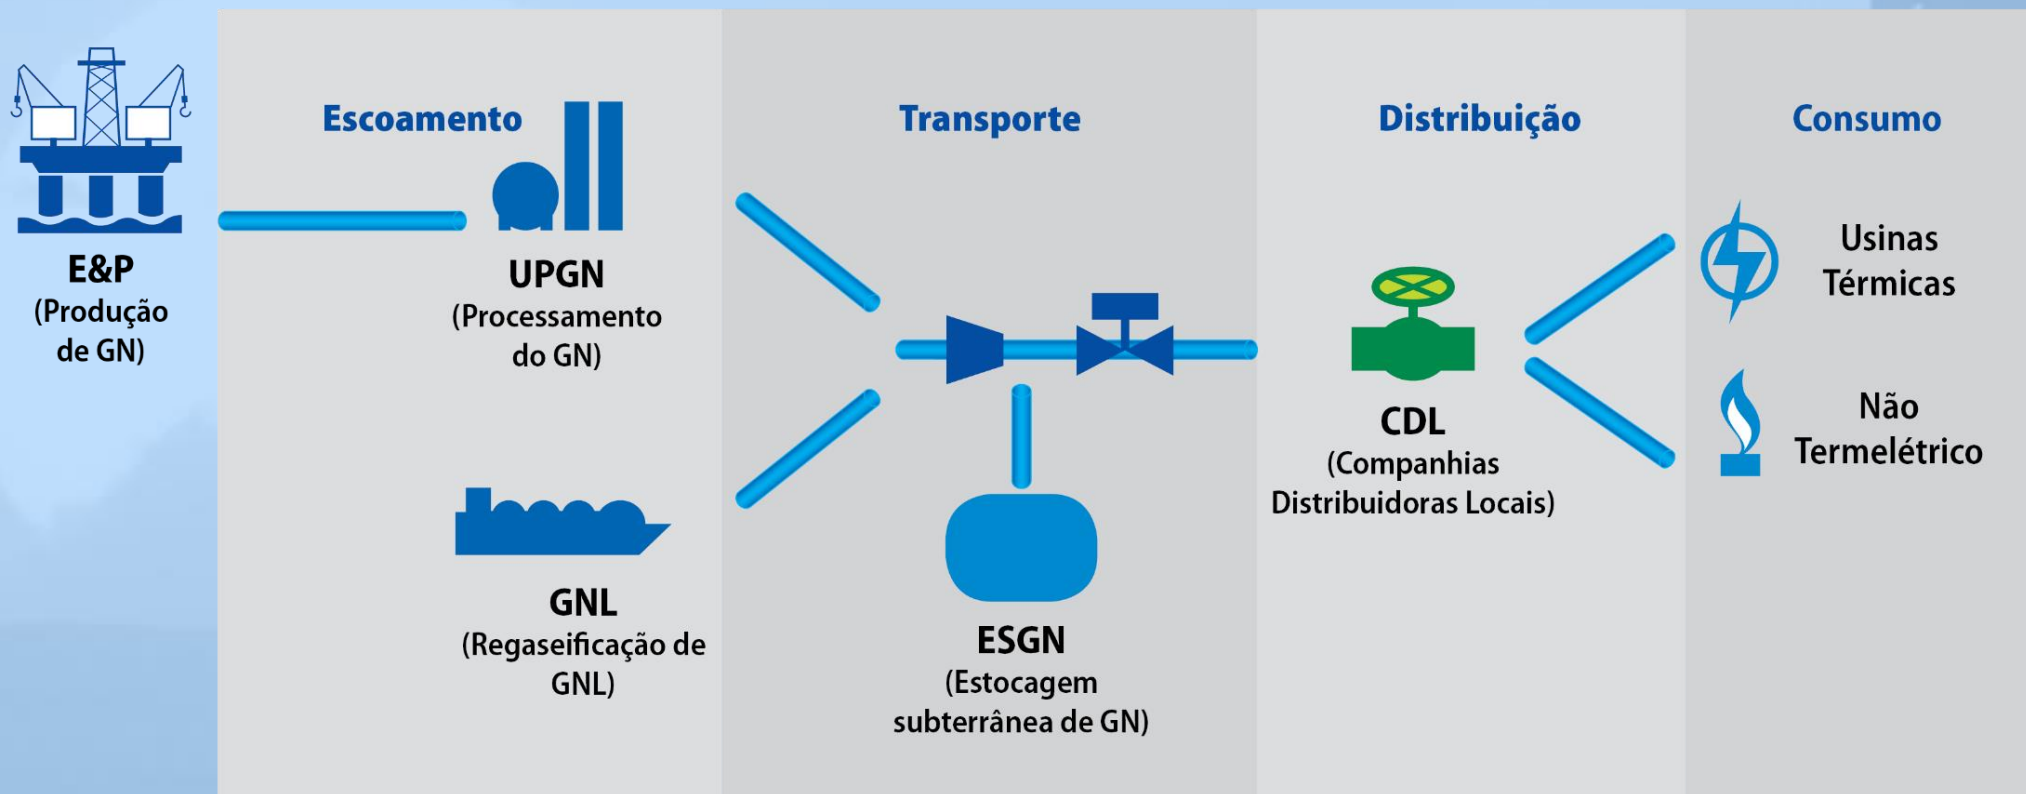 E&P
(Produção
de GN)
Escoamento
UPGN
(Processamento
do GN)
GNL
(Regaseificação de
GNL)
Transporte
ESGN
(Estocagem
subterrânea de GN)
Distribuição
CDL
(Companhias
Distribuidoras Locais)
Consumo
Usinas
Térmicas
Não
Termelétrico